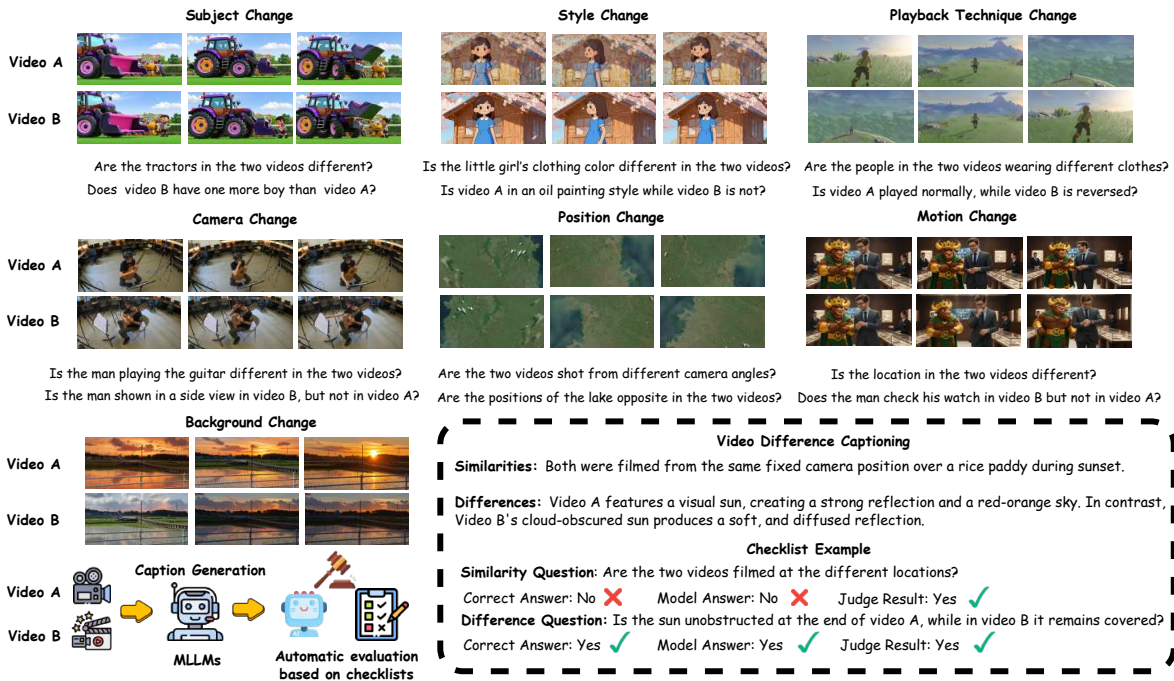 Subject Change
Style Change
Playback Technique Change
Video A
Video B
Are the tractors in the two videos different?
Does video B have one more boy than video A?
Is the little girl's clothing color different in the two videos?
Is video A in an oil painting style while video B is not?
Are the people in the two videos wearing different clothes?
Is video A played normally, while video B is reversed?
Camera Change
Position Change
Motion Change
Video A
Video B
Is the man playing the guitar different in the two videos?
Is the man shown in a side view in video B, but not in video A?
Are the two videos shot from different camera angles?
Are the positions of the lake opposite in the two videos?
Is the location in the two videos different?
Does the man check his watch in video B but not in video A?
Background Change
Video A
Video B
Video A
Video B
Caption Generation
MLLMs
AI
Automatic evaluation
based on checklists
Video Difference Captioning
Similarities: Both were filmed from the same fixed camera position over a rice paddy during sunset.
Differences: Video A features a visual sun, creating a strong reflection and a red-orange sky. In contrast,
Video B's cloud-obscured sun produces a soft, and diffused reflection.
Checklist Example
Similarity Question: Are the two videos filmed at the different locations?
Correct Answer: No Model Answer: No Judge Result: Yes
Difference Question: Is the sun unobstructed at the end of video A, while in video B it remains covered?
Correct Answer: Yes Model Answer: Yes Judge Result: Yes